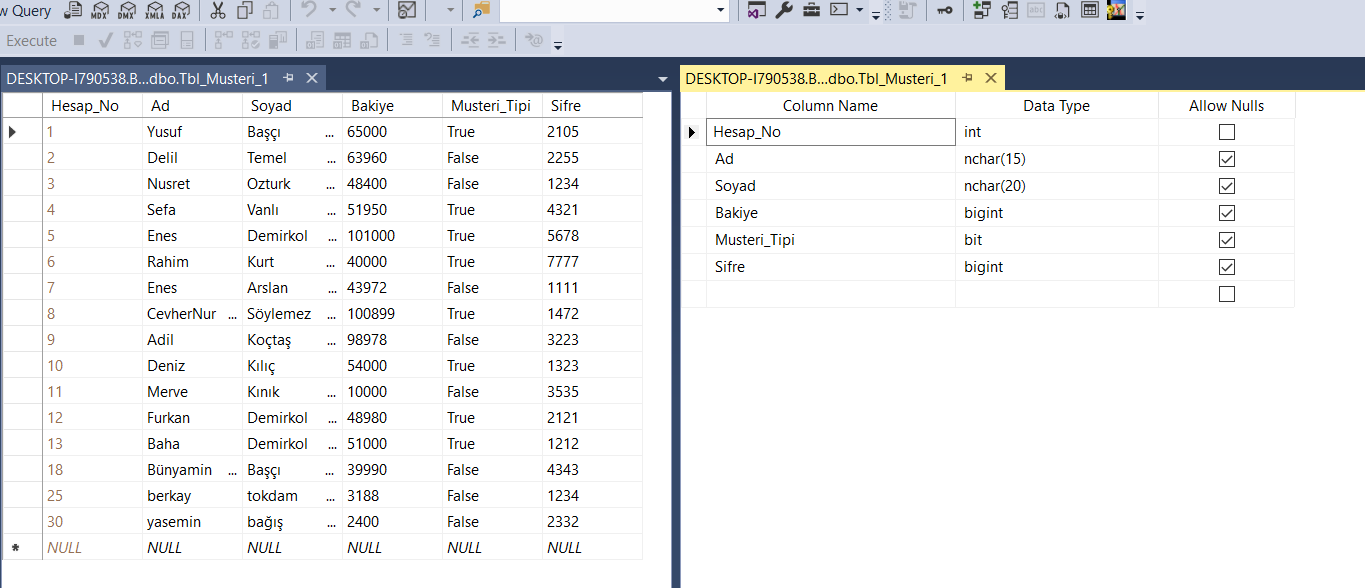 w Query MDX DMX XMLA DAX
Execute
DESKTOP-I790538.B...dbo.Tbl_Musteri_1
Hesap_No Ad Soyad Bakiye Musteri_Tipi Sifre
1 Yusuf Başçı ... 65000 True 2105
2 Delil Temel ... 63960 False 2255
3 Nusret Ozturk ... 48400 False 1234
4 Sefa Vanlı ... 51950 True 4321
5 Enes Demirkol ... 101000 True 5678
6 Rahim Kurt ... 40000 True 7777
7 Enes Arslan ... 43972 False 1111
8 CevherNur ... Söylemez ... 100899 True 1472
9 Adil Koçtaş ... 98978 False 3223
10 Deniz Kılıç ... 54000 True 1323
11 Merve Kınık ... 10000 False 3535
12 Furkan Demirkol ... 48980 True 2121
13 Baha Demirkol ... 51000 True 1212
18 Bünyamin ... Başçı ... 39990 False 4343
25 berkay tokdam ... 3188 False 1234
30 yasemin bağış ... 2400 False 2332
NULL NULL NULL NULL NULL NULL
DESKTOP-I790538.B...dbo.Tbl_Musteri_1
Column Name Data Type Allow Nulls
Hesap_No int
Ad nchar(15)
Soyad nchar(20)
Bakiye bigint
Musteri_Tipi bit
Sifre bigint